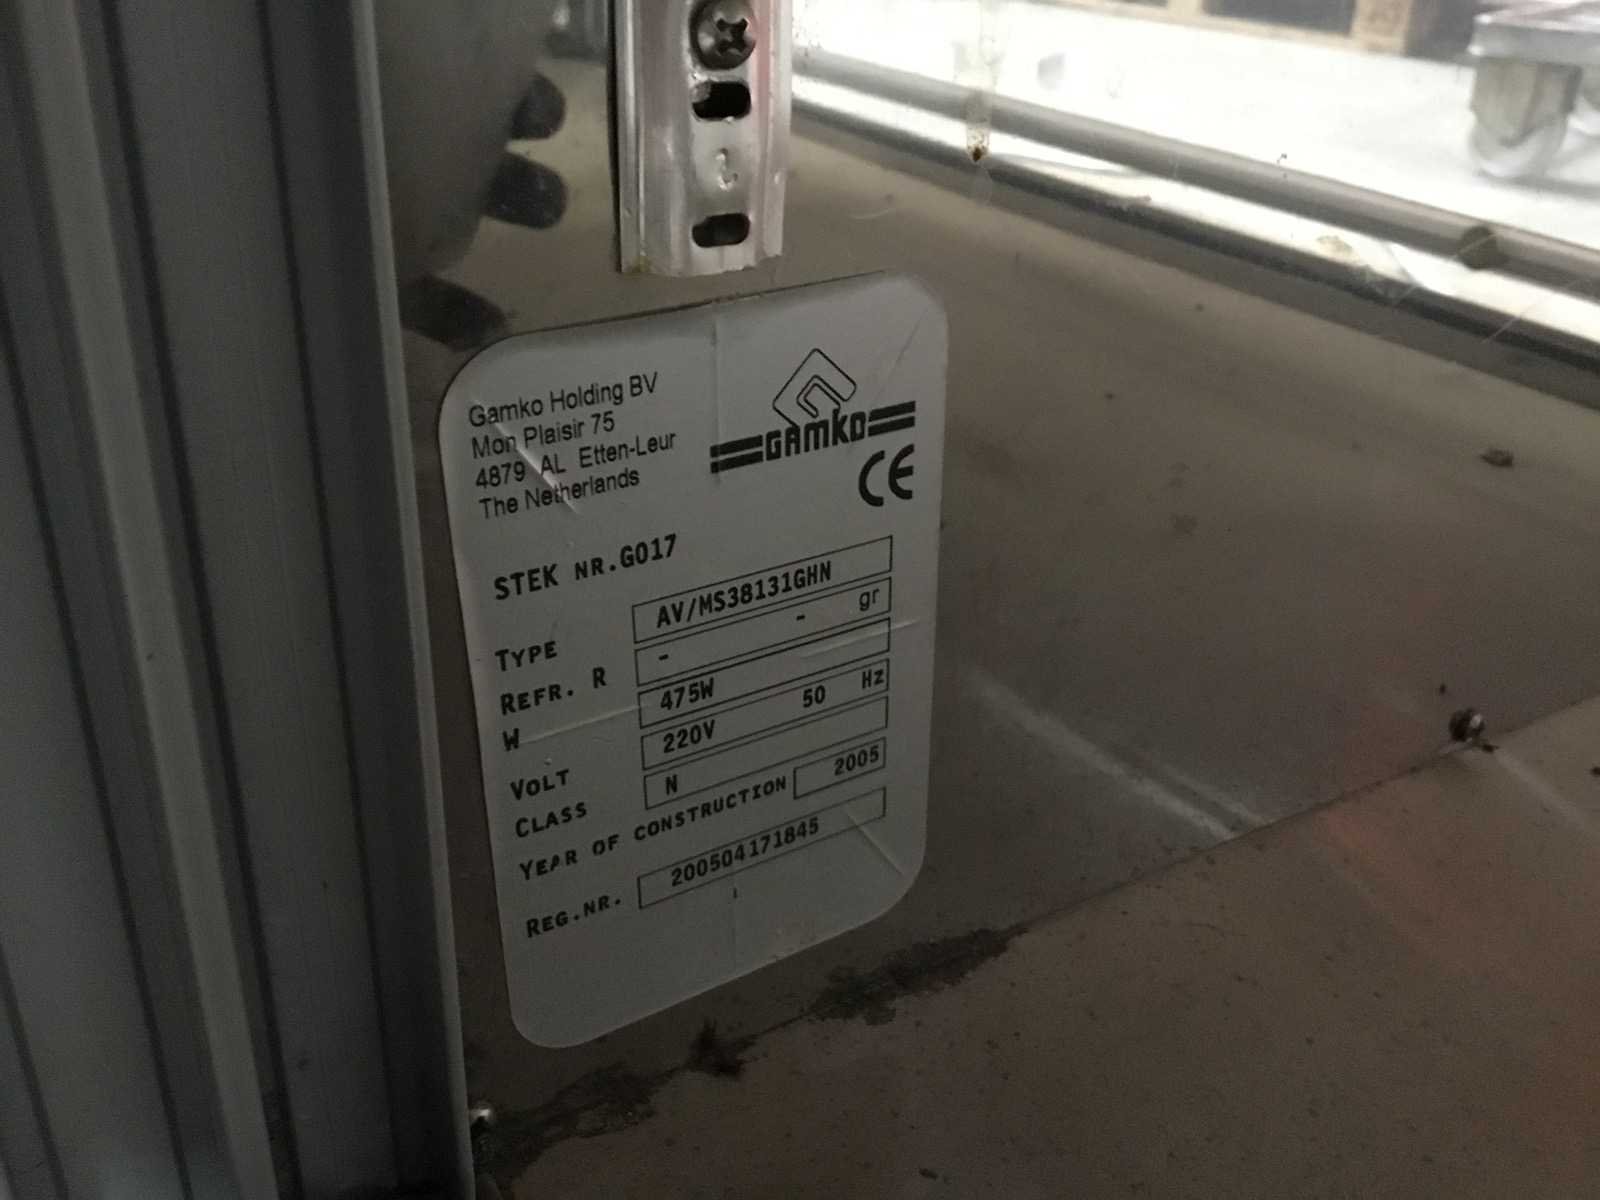 Gamko Holding BV
Mon Plaisir 75
4879 AL Etten-Leur
The Netherlands
GAMKO
CE
STEK NR.G017
TYPE AV/MS38131GHN
REFR. R - - gr
W 475W
VOLT 220V 50 Hz
CLASS N
YEAR OF CONSTRUCTION 2005
REG.NR. 200504171845